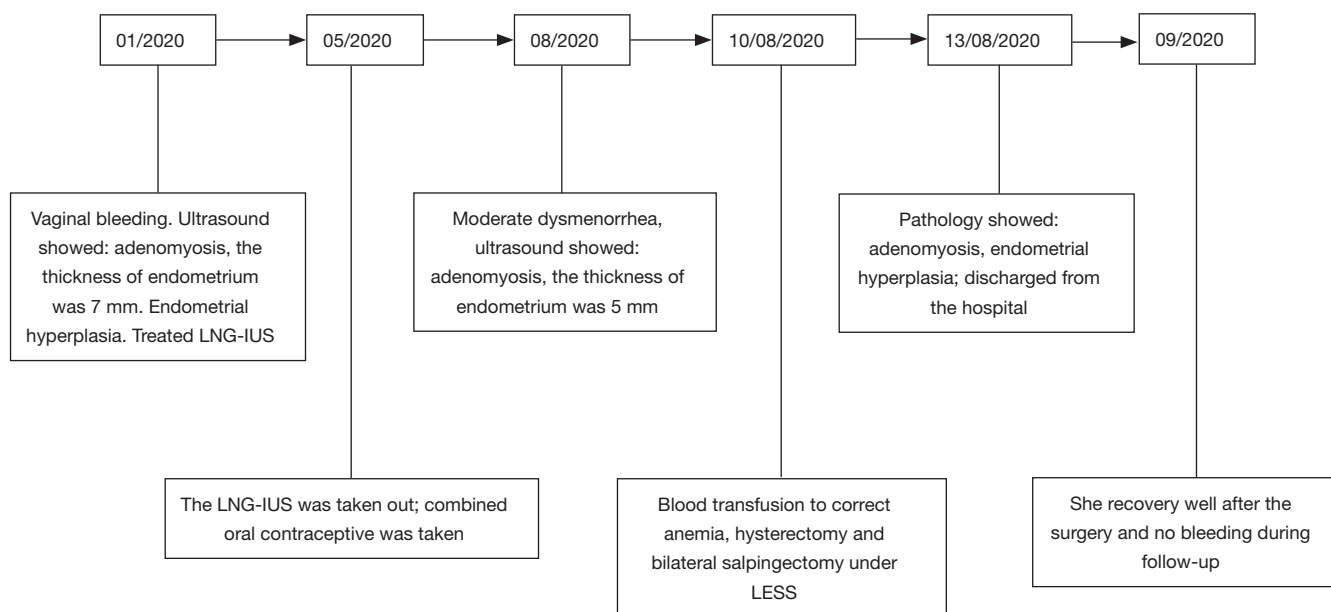 01/2020
05/2020
08/2020
10/08/2020
13/08/2020
09/2020
Vaginal bleeding. Ultrasound
showed: adenomyosis, the
thickness of endometrium
was 7 mm. Endometrial
hyperplasia. Treated LNG-IUS
Moderate dysmenorrhea,
ultrasound showed:
adenomyosis, the thickness of
endometrium was 5 mm
Pathology showed:
adenomyosis, endometrial
hyperplasia; discharged from
the hospital
The LNG-IUS was taken out; combined
oral contraceptive was taken
Blood transfusion to correct
anemia, hysterectomy and
bilateral salpingectomy under
LESS
She recovery well after the
surgery and no bleeding during
follow-up